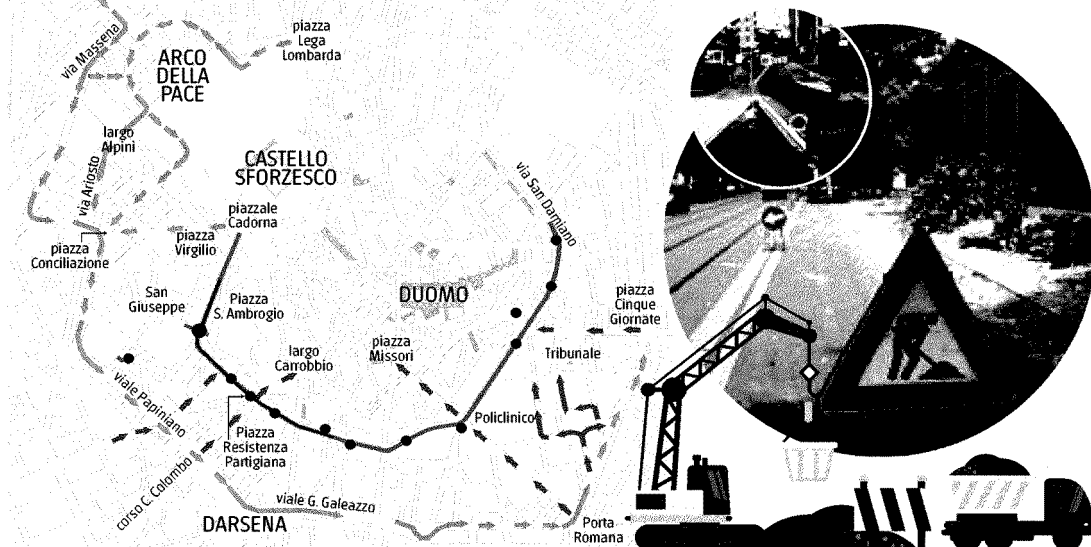 via Massena
piazza
Lega
Lombarda
ARCO
DELLA
PACE
largo
Alpini
via Ariosto
CASTELLO
SFORZESCO
via San Damiano
piazzale
Cadorna
piazza
Virgilio
piazza
Conciliazione
San
Giuseppe
Piazza
S. Ambrogio
DUOMO
piazza
Cinque
Giornate
piazza
Missori
largo
Carrobbio
Tribunale
viale Papiniano
Policlinico
Piazza
Resistenza
Partigiana
corso C. Colombo
viale G. Galeazzo
DARSENA
Porta
Romana